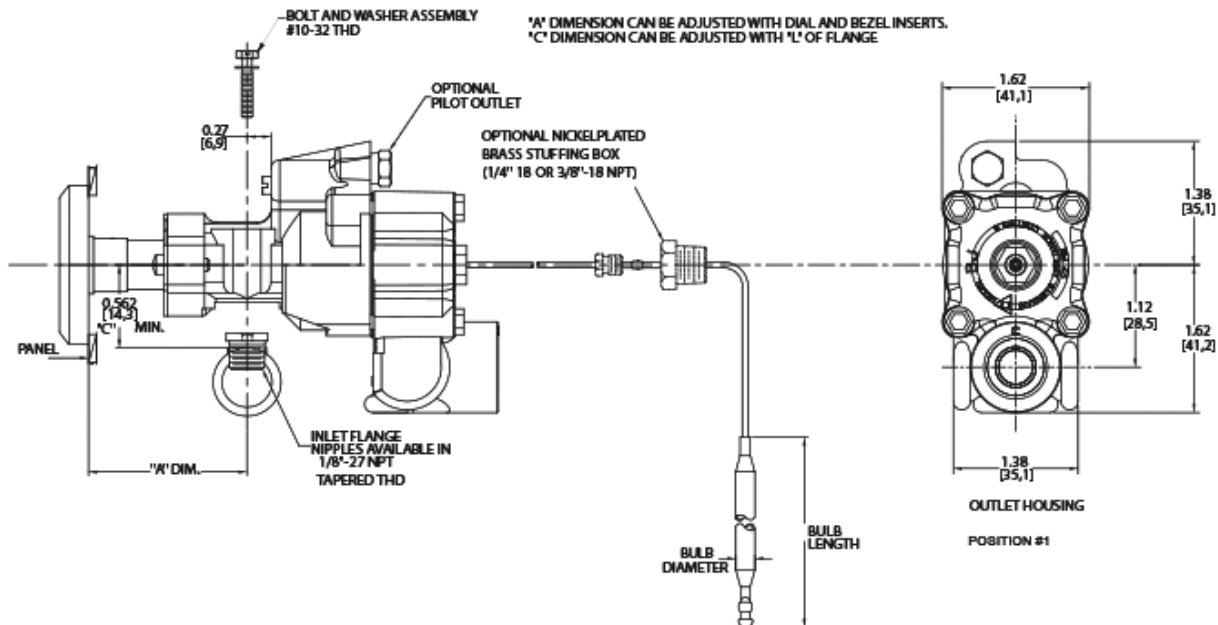 BOLT AND WASHER ASSEMBLY
#10-32 THD
"A" DIMENSION CAN BE ADJUSTED WITH DIAL AND BEZEL INSERTS.
"C" DIMENSION CAN BE ADJUSTED WITH "L" OF FLANGE
OPTIONAL
PILOT OUTLET
0.27
[6,9]
OPTIONAL NICKELPLATED
BRASS STUFFING BOX
(1/4" 18 OR 3/8"-18 NPT)
1.62
[41,1]
1.38
[35,1]
0.562
[14,3]
"C" MIN.
PANEL
1.12
[28,5]
1.62
[41,2]
INLET FLANGE
NIPPLES AVAILABLE IN
1/8"-27 NPT
TAPERED THD
"A" DIM.
1.38
[35,1]
OUTLET HOUSING
POSITION #1
BULB
LENGTH
BULB
DIAMETER